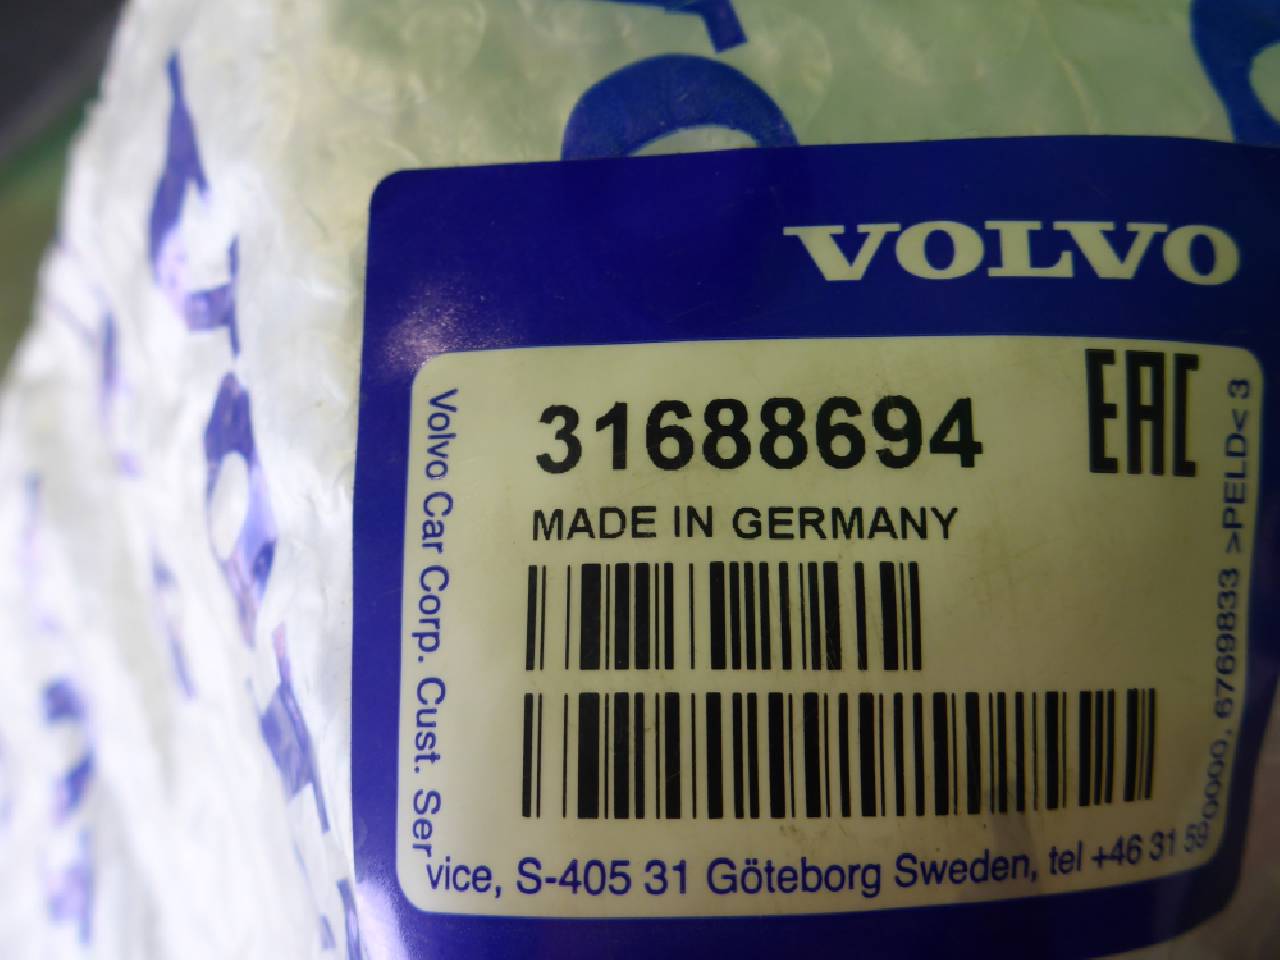 VOLVO
EAC
31688694
MADE IN GERMANY
Volvo Car Corp. Cust. Service, S-405 31 Göteborg Sweden, tel +46 31
6769833 >PELD< 3